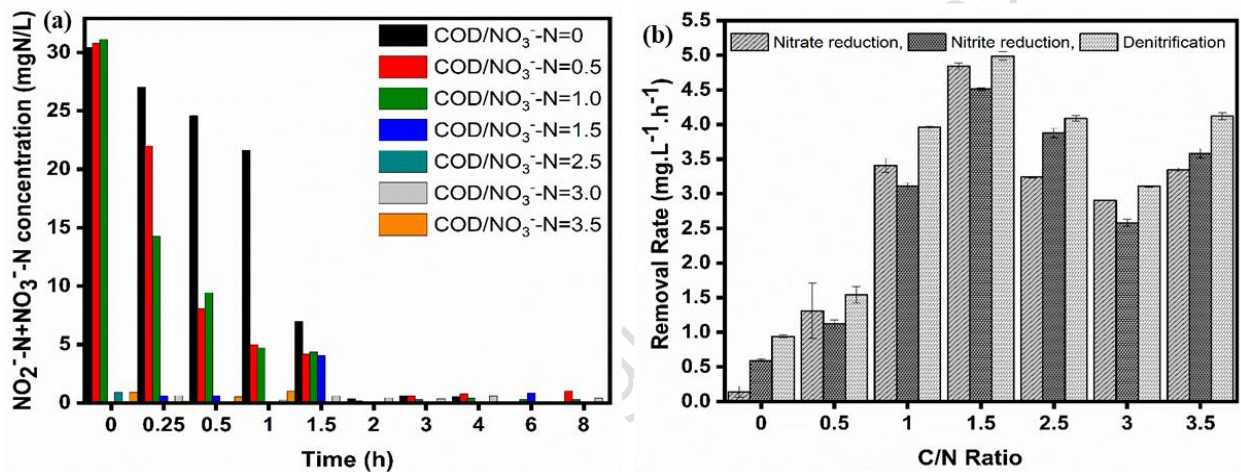 (a)
NO₂⁻-N+NO₃⁻-N concentration (mgN/L)
30
25
20
15
10
5
0
COD/NO₃⁻-N=0
COD/NO₃⁻-N=0.5
COD/NO₃⁻-N=1.0
COD/NO₃⁻-N=1.5
COD/NO₃⁻-N=2.5
COD/NO₃⁻-N=3.0
COD/NO₃⁻-N=3.5
0 0.25 0.5 1 1.5 2 3 4 6 8
Time (h)
(b)
Nitrate reduction, Nitrite reduction, Denitrification
Removal Rate (mg.L⁻¹.h⁻¹)
5.0
4.5
4.0
3.5
3.0
2.5
2.0
1.5
1.0
0.5
0.0
0 0.5 1 1.5 2.5 3 3.5
C/N Ratio